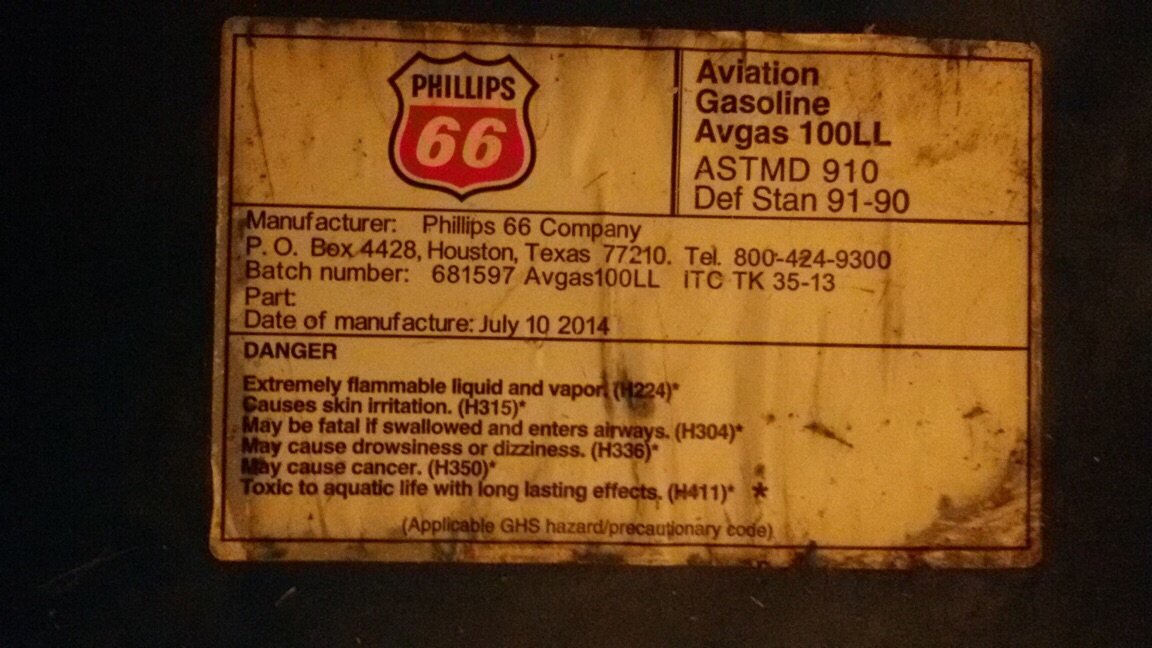 PHILLIPS
66
Aviation
Gasoline
Avgas 100LL
ASTMD 910
Def Stan 91-90
Manufacturer: Phillips 66 Company
P. O. Box 4428, Houston, Texas 77210. Tel. 800-424-9300
Batch number: 681597 Avgas100LL ITC TK 35-13
Part:
Date of manufacture: July 10 2014
DANGER
Extremely flammable liquid and vapor. (H224)*
Causes skin irritation. (H315)*
May be fatal if swallowed and enters airways. (H304)*
May cause drowsiness or dizziness. (H336)*
May cause cancer. (H350)*
Toxic to aquatic life with long lasting effects. (H411)* *
(Applicable GHS hazard/precautionary code)